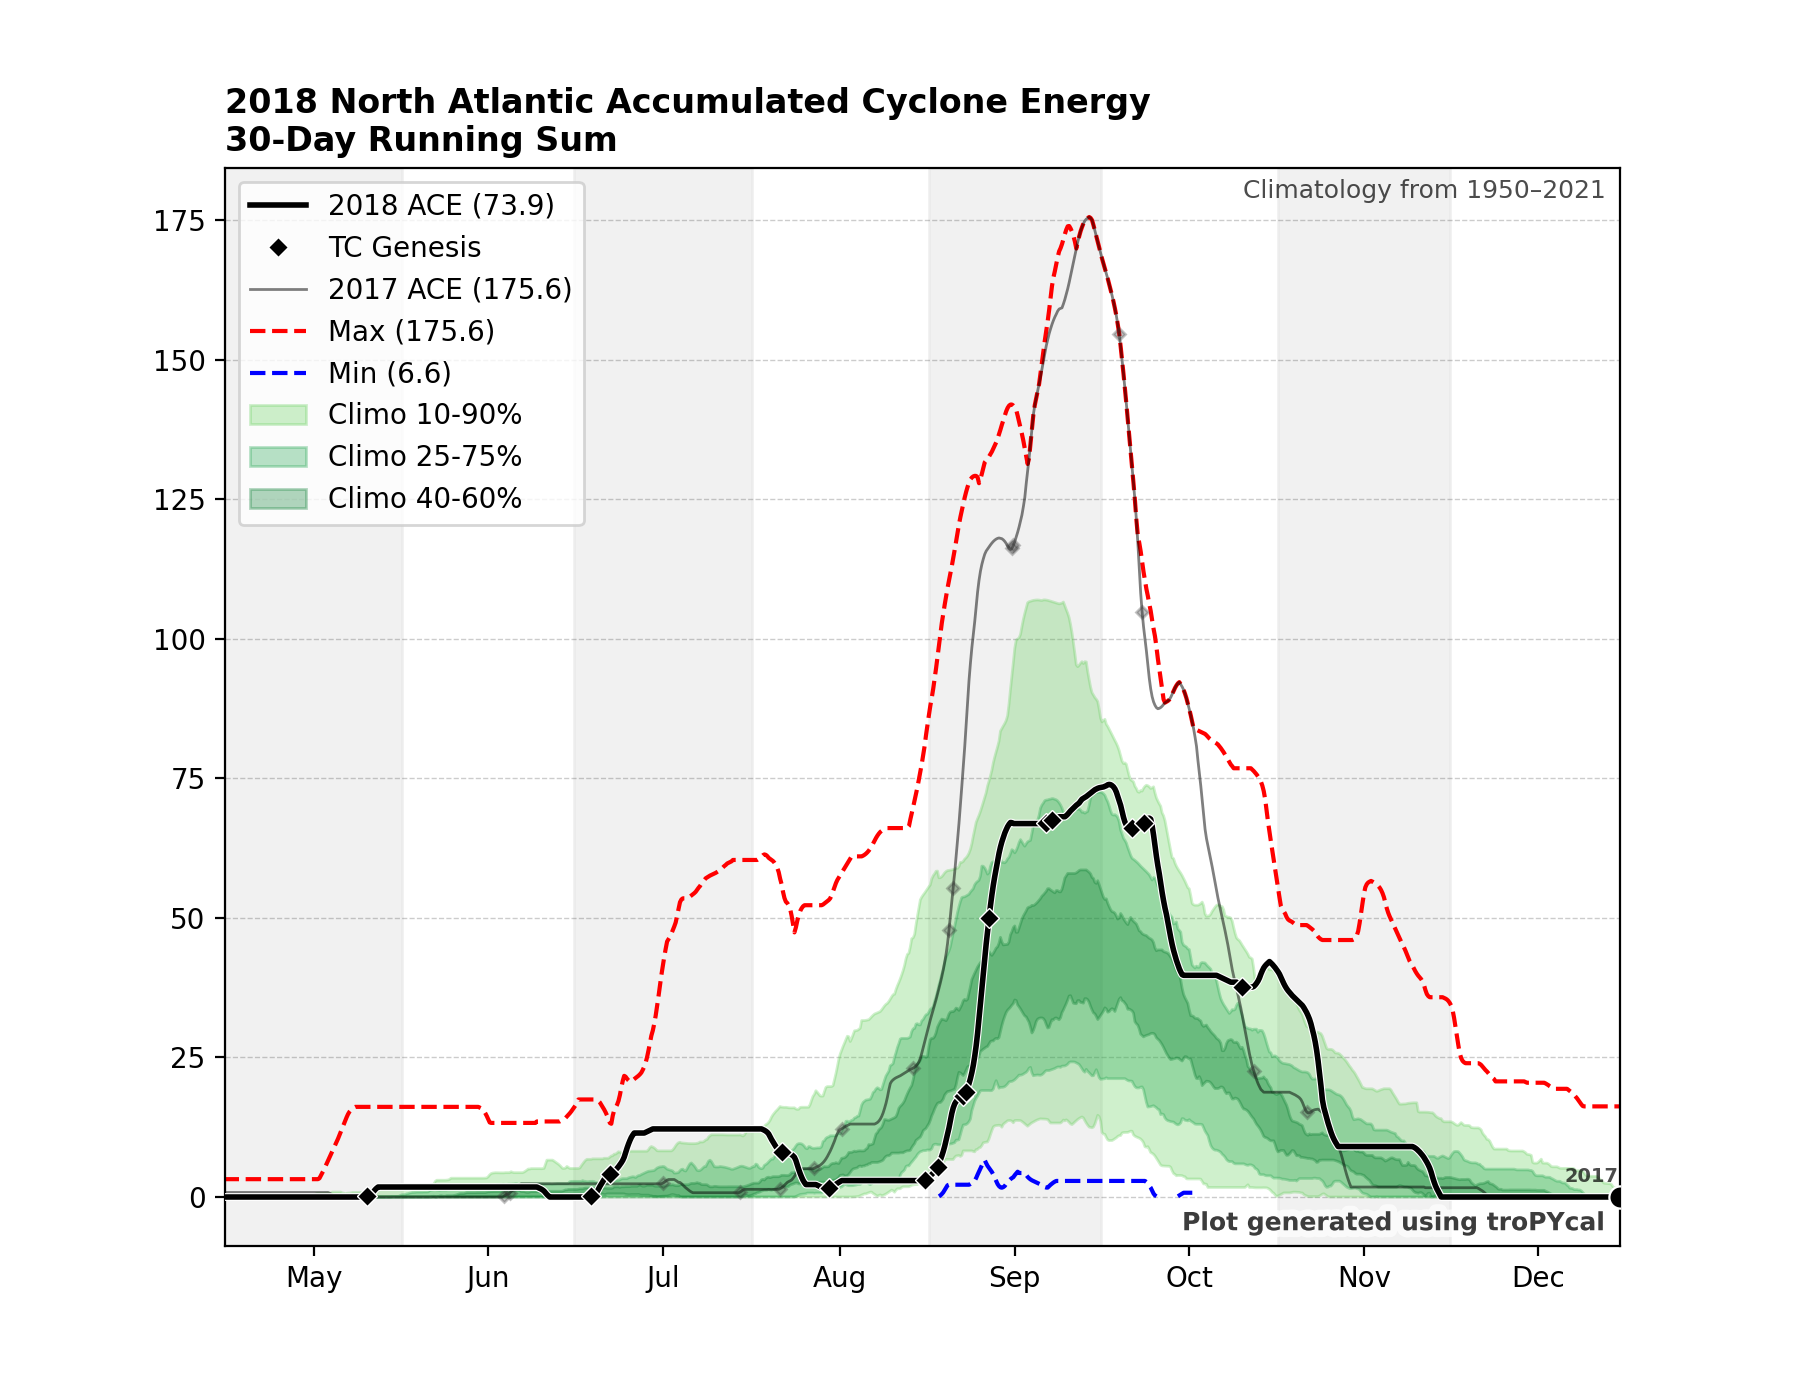 2018 North Atlantic Accumulated Cyclone Energy
30-Day Running Sum
Climatology from 1950–2021
2018 ACE (73.9)
TC Genesis
2017 ACE (175.6)
Max (175.6)
Min (6.6)
Climo 10-90%
Climo 25-75%
Climo 40-60%
175
150
125
100
75
50
25
0
2017
Plot generated using troPYcal
May Jun Jul Aug Sep Oct Nov Dec